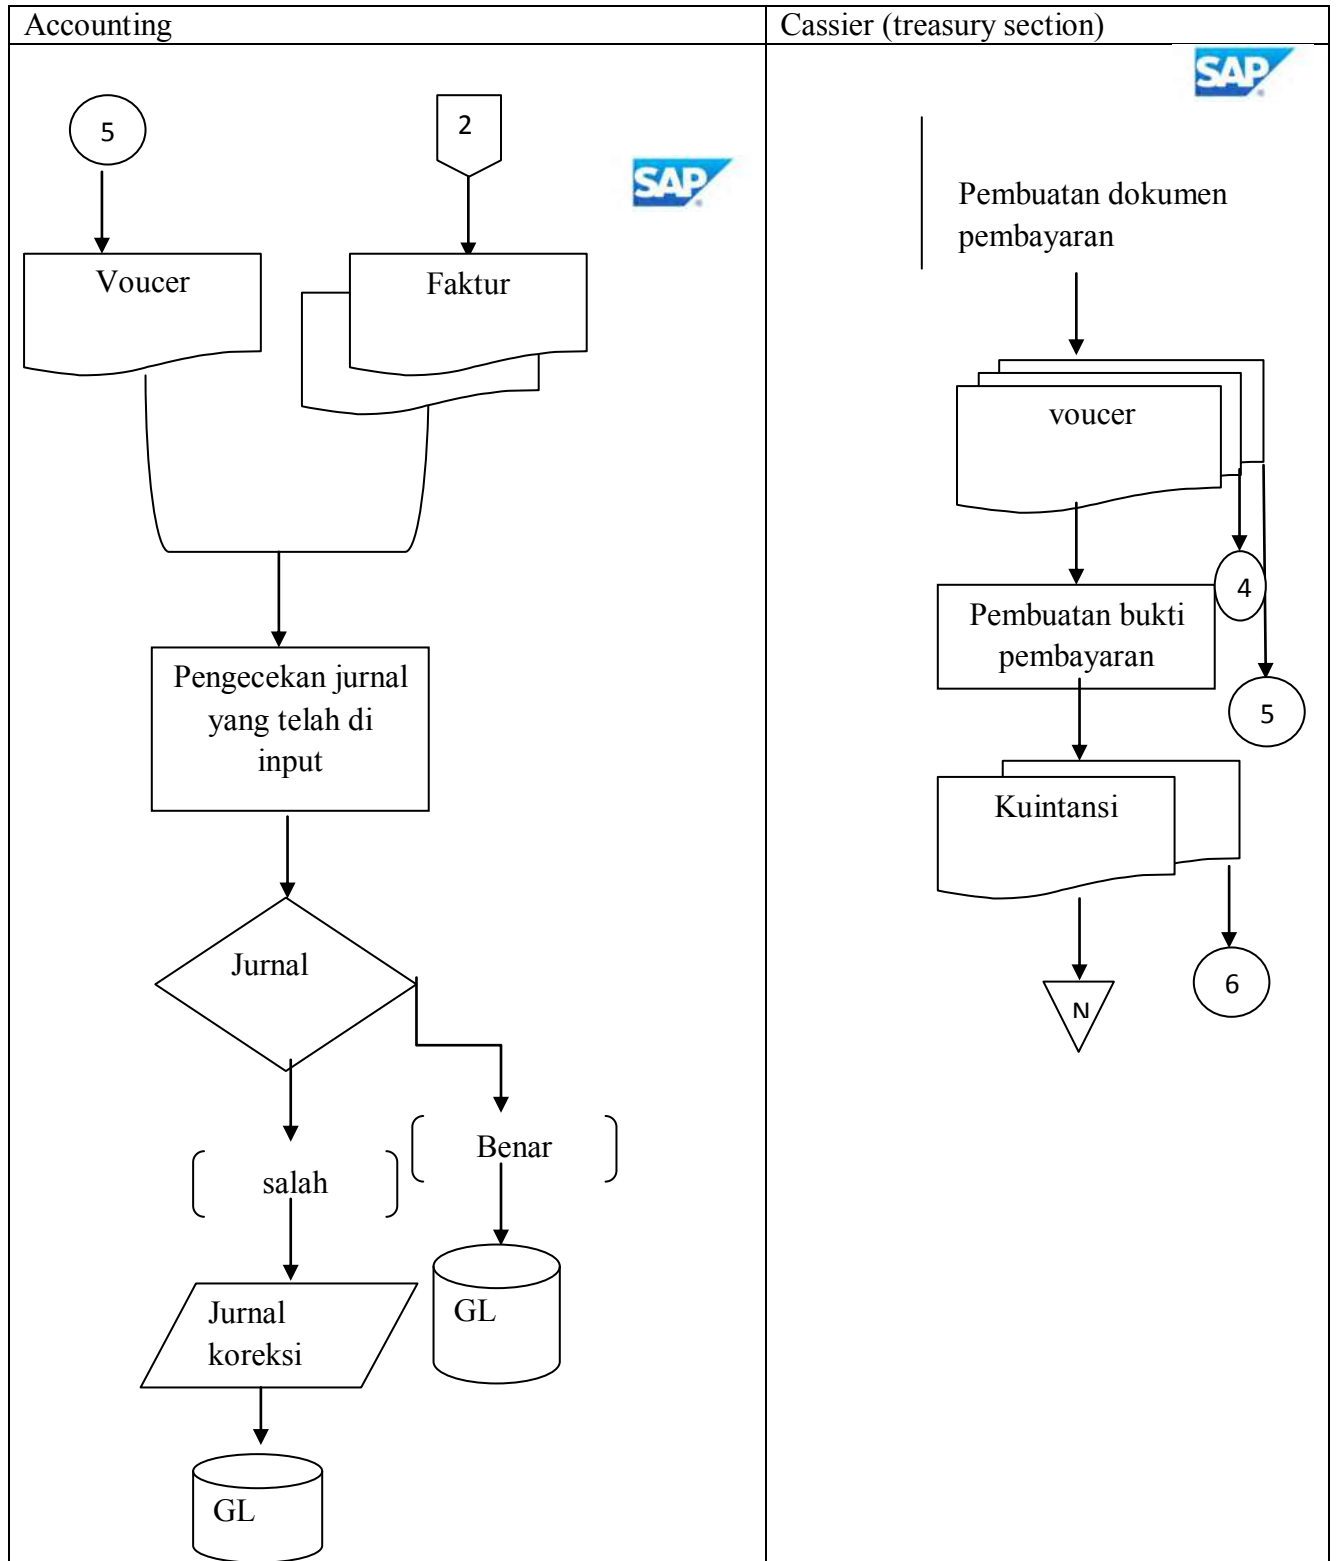 Accounting
5
2
SAP
Voucer
Faktur
Pengecekan jurnal
yang telah di
input
Jurnal
salah
Benar
Jurnal
koreksi
GL
GL
Cassier (treasury section)
SAP
Pembuatan dokumen
pembayaran
voucer
4
Pembuatan bukti
pembayaran
5
Kuintansi
6
N